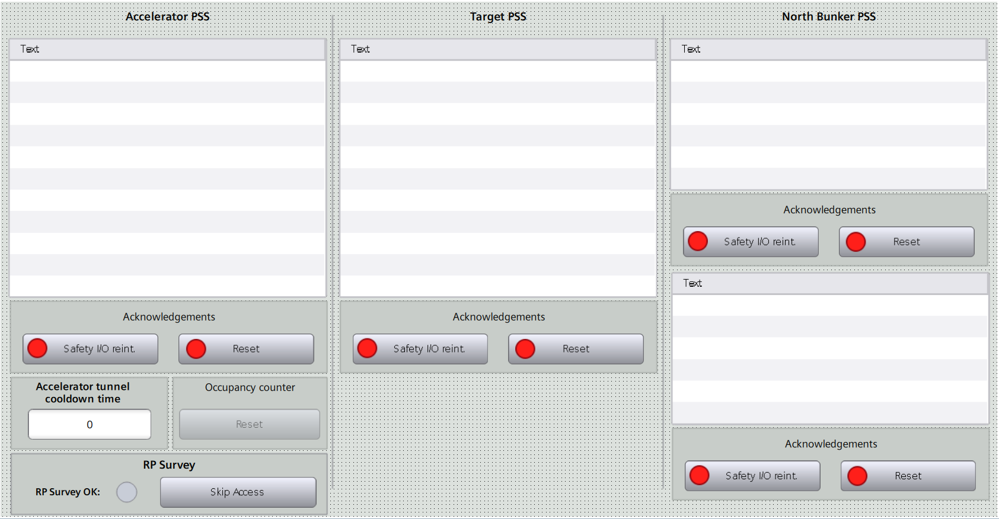 Accelerator PSS
Text
Acknowledgements
Safety I/O reint.
Reset
Accelerator tunnel
cooldown time
0
Occupancy counter
Reset
RP Survey
RP Survey OK:
Skip Access
Target PSS
Text
Acknowledgements
Safety I/O reint.
Reset
North Bunker PSS
Text
Acknowledgements
Safety I/O reint.
Reset
Text
Acknowledgements
Safety I/O reint.
Reset